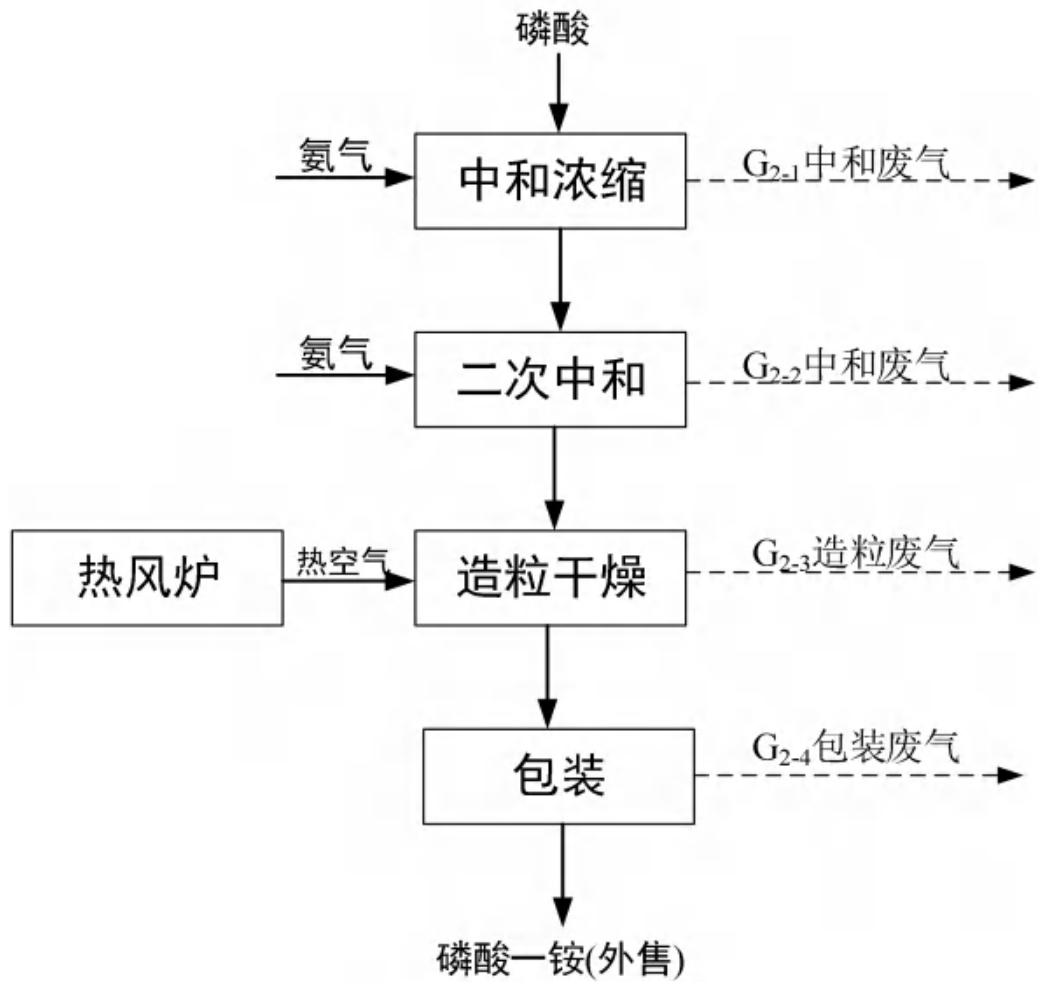 磷酸
氨气
中和浓缩
G2-1中和废气
氨气
二次中和
G2-2中和废气
热风炉
热空气
造粒干燥
G2-3造粒废气
包装
G2-4包装废气
磷酸一铵(外售)